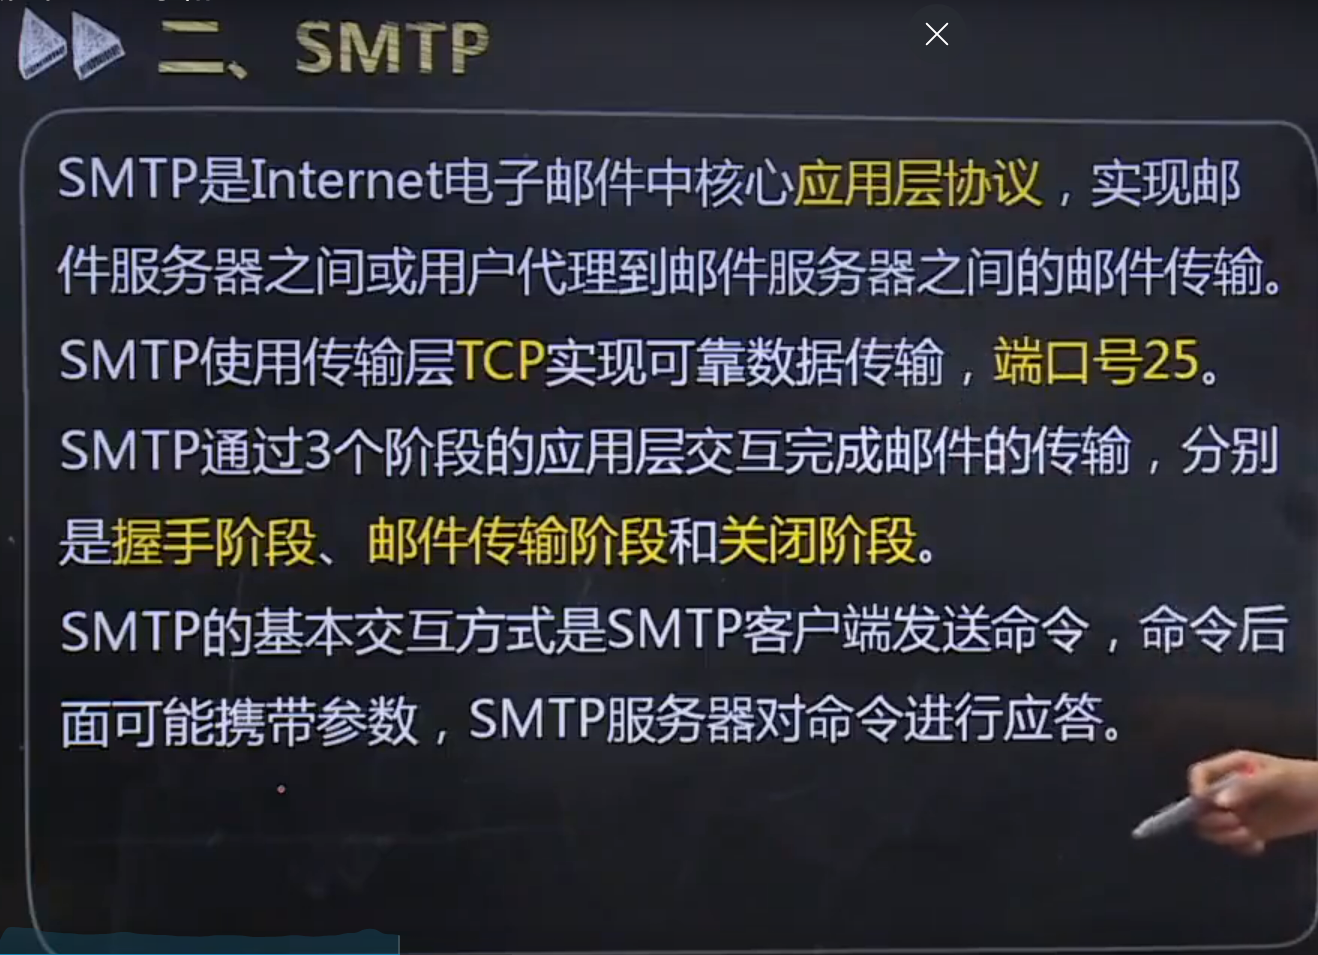 二、SMTP
SMTP是Internet电子邮件中核心应用层协议，实现邮
件服务器之间或用户代理到邮件服务器之间的邮件传输。
SMTP使用传输层TCP实现可靠数据传输，端口号25。
SMTP通过3个阶段的应用层交互完成邮件的传输，分别
是握手阶段、邮件传输阶段和关闭阶段。
SMTP的基本交互方式是SMTP客户端发送命令，命令后
面可能携带参数，SMTP服务器对命令进行应答。